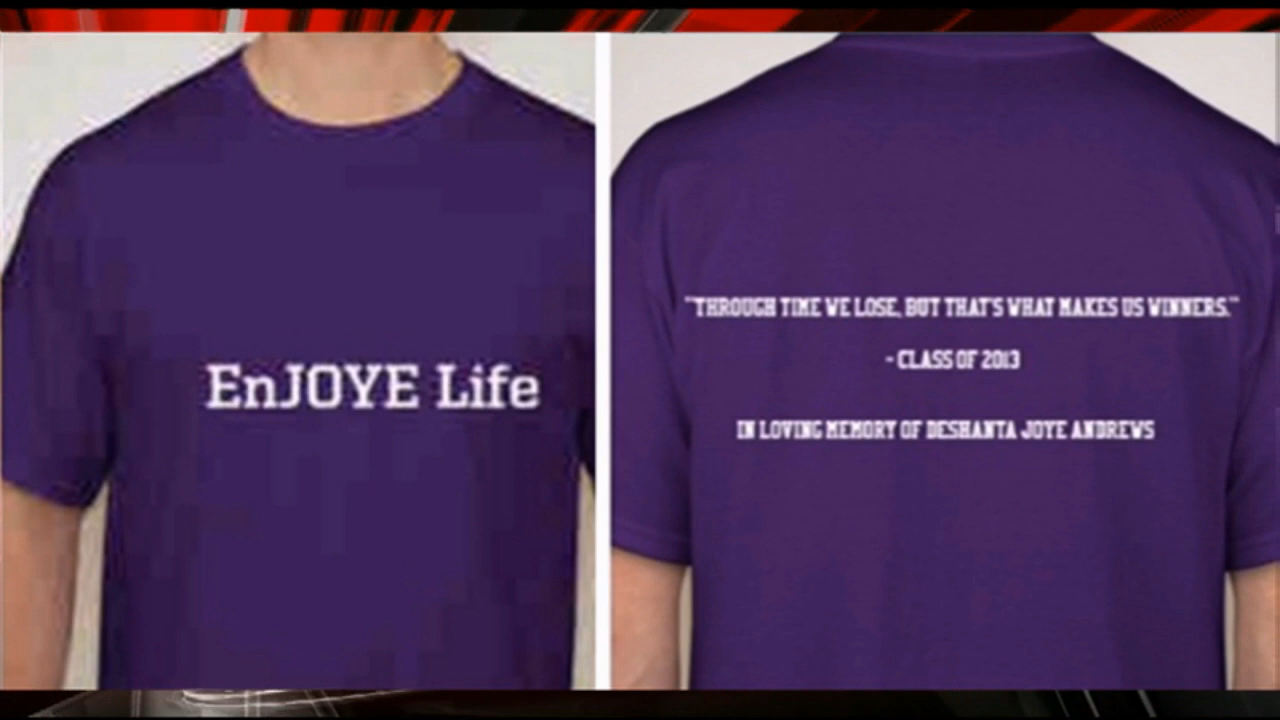 EnJOYE Life
"THROUGH TIME WE LOSE, BUT THAT'S WHAT MAKES US WINNERS."
- CLASS OF 2013
IN LOVING MEMORY OF DESHANTA JOYE ANDREWS